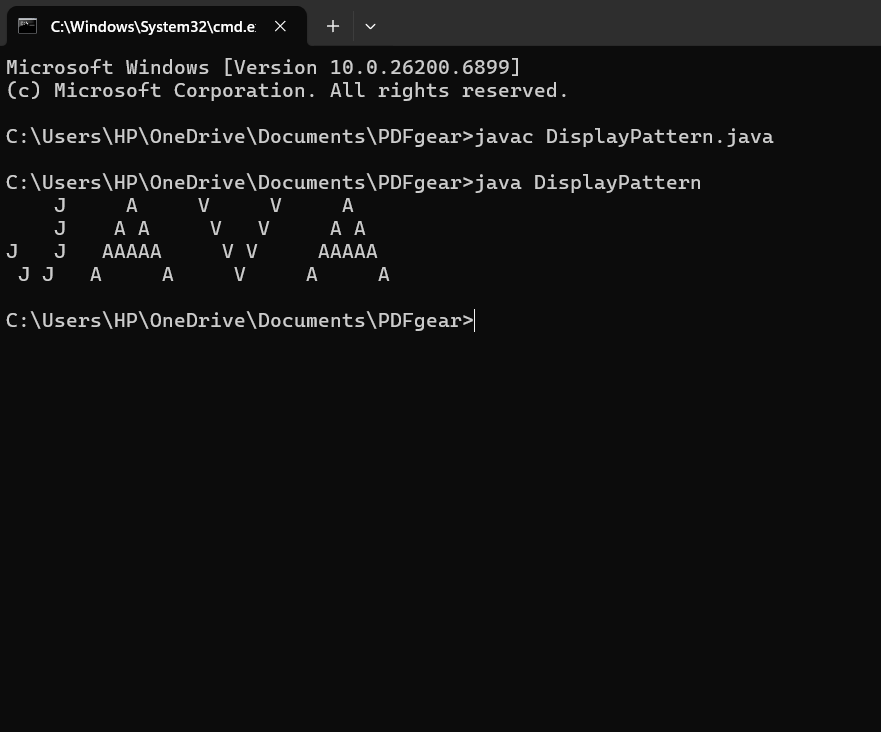 C:\Windows\System32\cmd.e
Microsoft Windows [Version 10.0.26200.6899]
(c) Microsoft Corporation. All rights reserved.
C:\Users\HP\OneDrive\Documents\PDFgear>javac DisplayPattern.java
C:\Users\HP\OneDrive\Documents\PDFgear>java DisplayPattern
    J     A     V     V     A
    J    A A     V   V     A A
J   J   AAAAA     V V     AAAAA
 J J   A     A     V     A     A
C:\Users\HP\OneDrive\Documents\PDFgear>